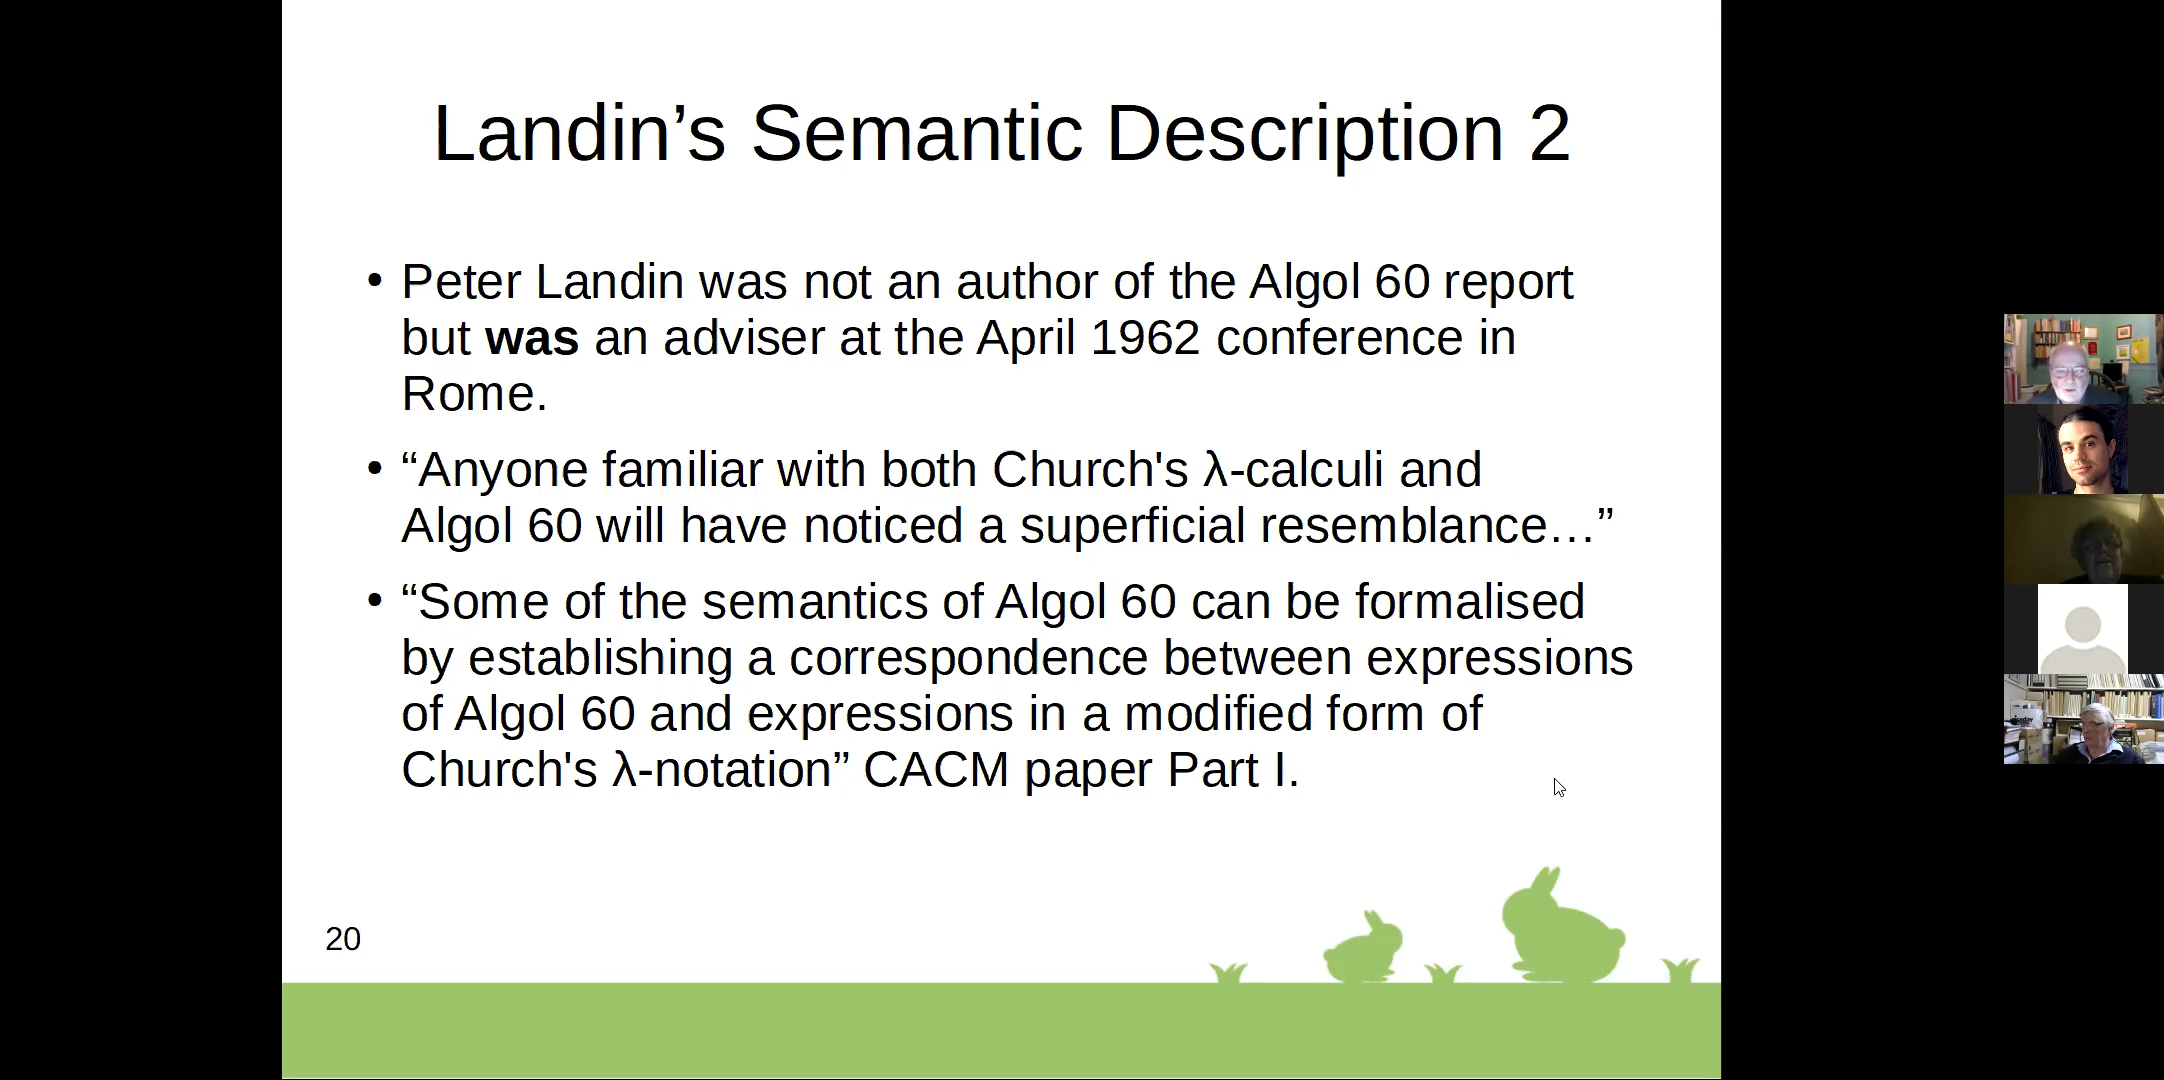 Landin’s Semantic Description 2
• Peter Landin was not an author of the Algol 60 report
but was an adviser at the April 1962 conference in
Rome.
• “Anyone familiar with both Church's λ-calculi and
Algol 60 will have noticed a superficial resemblance…”
• “Some of the semantics of Algol 60 can be formalised
by establishing a correspondence between expressions
of Algol 60 and expressions in a modified form of
Church's λ-notation” CACM paper Part I.
20